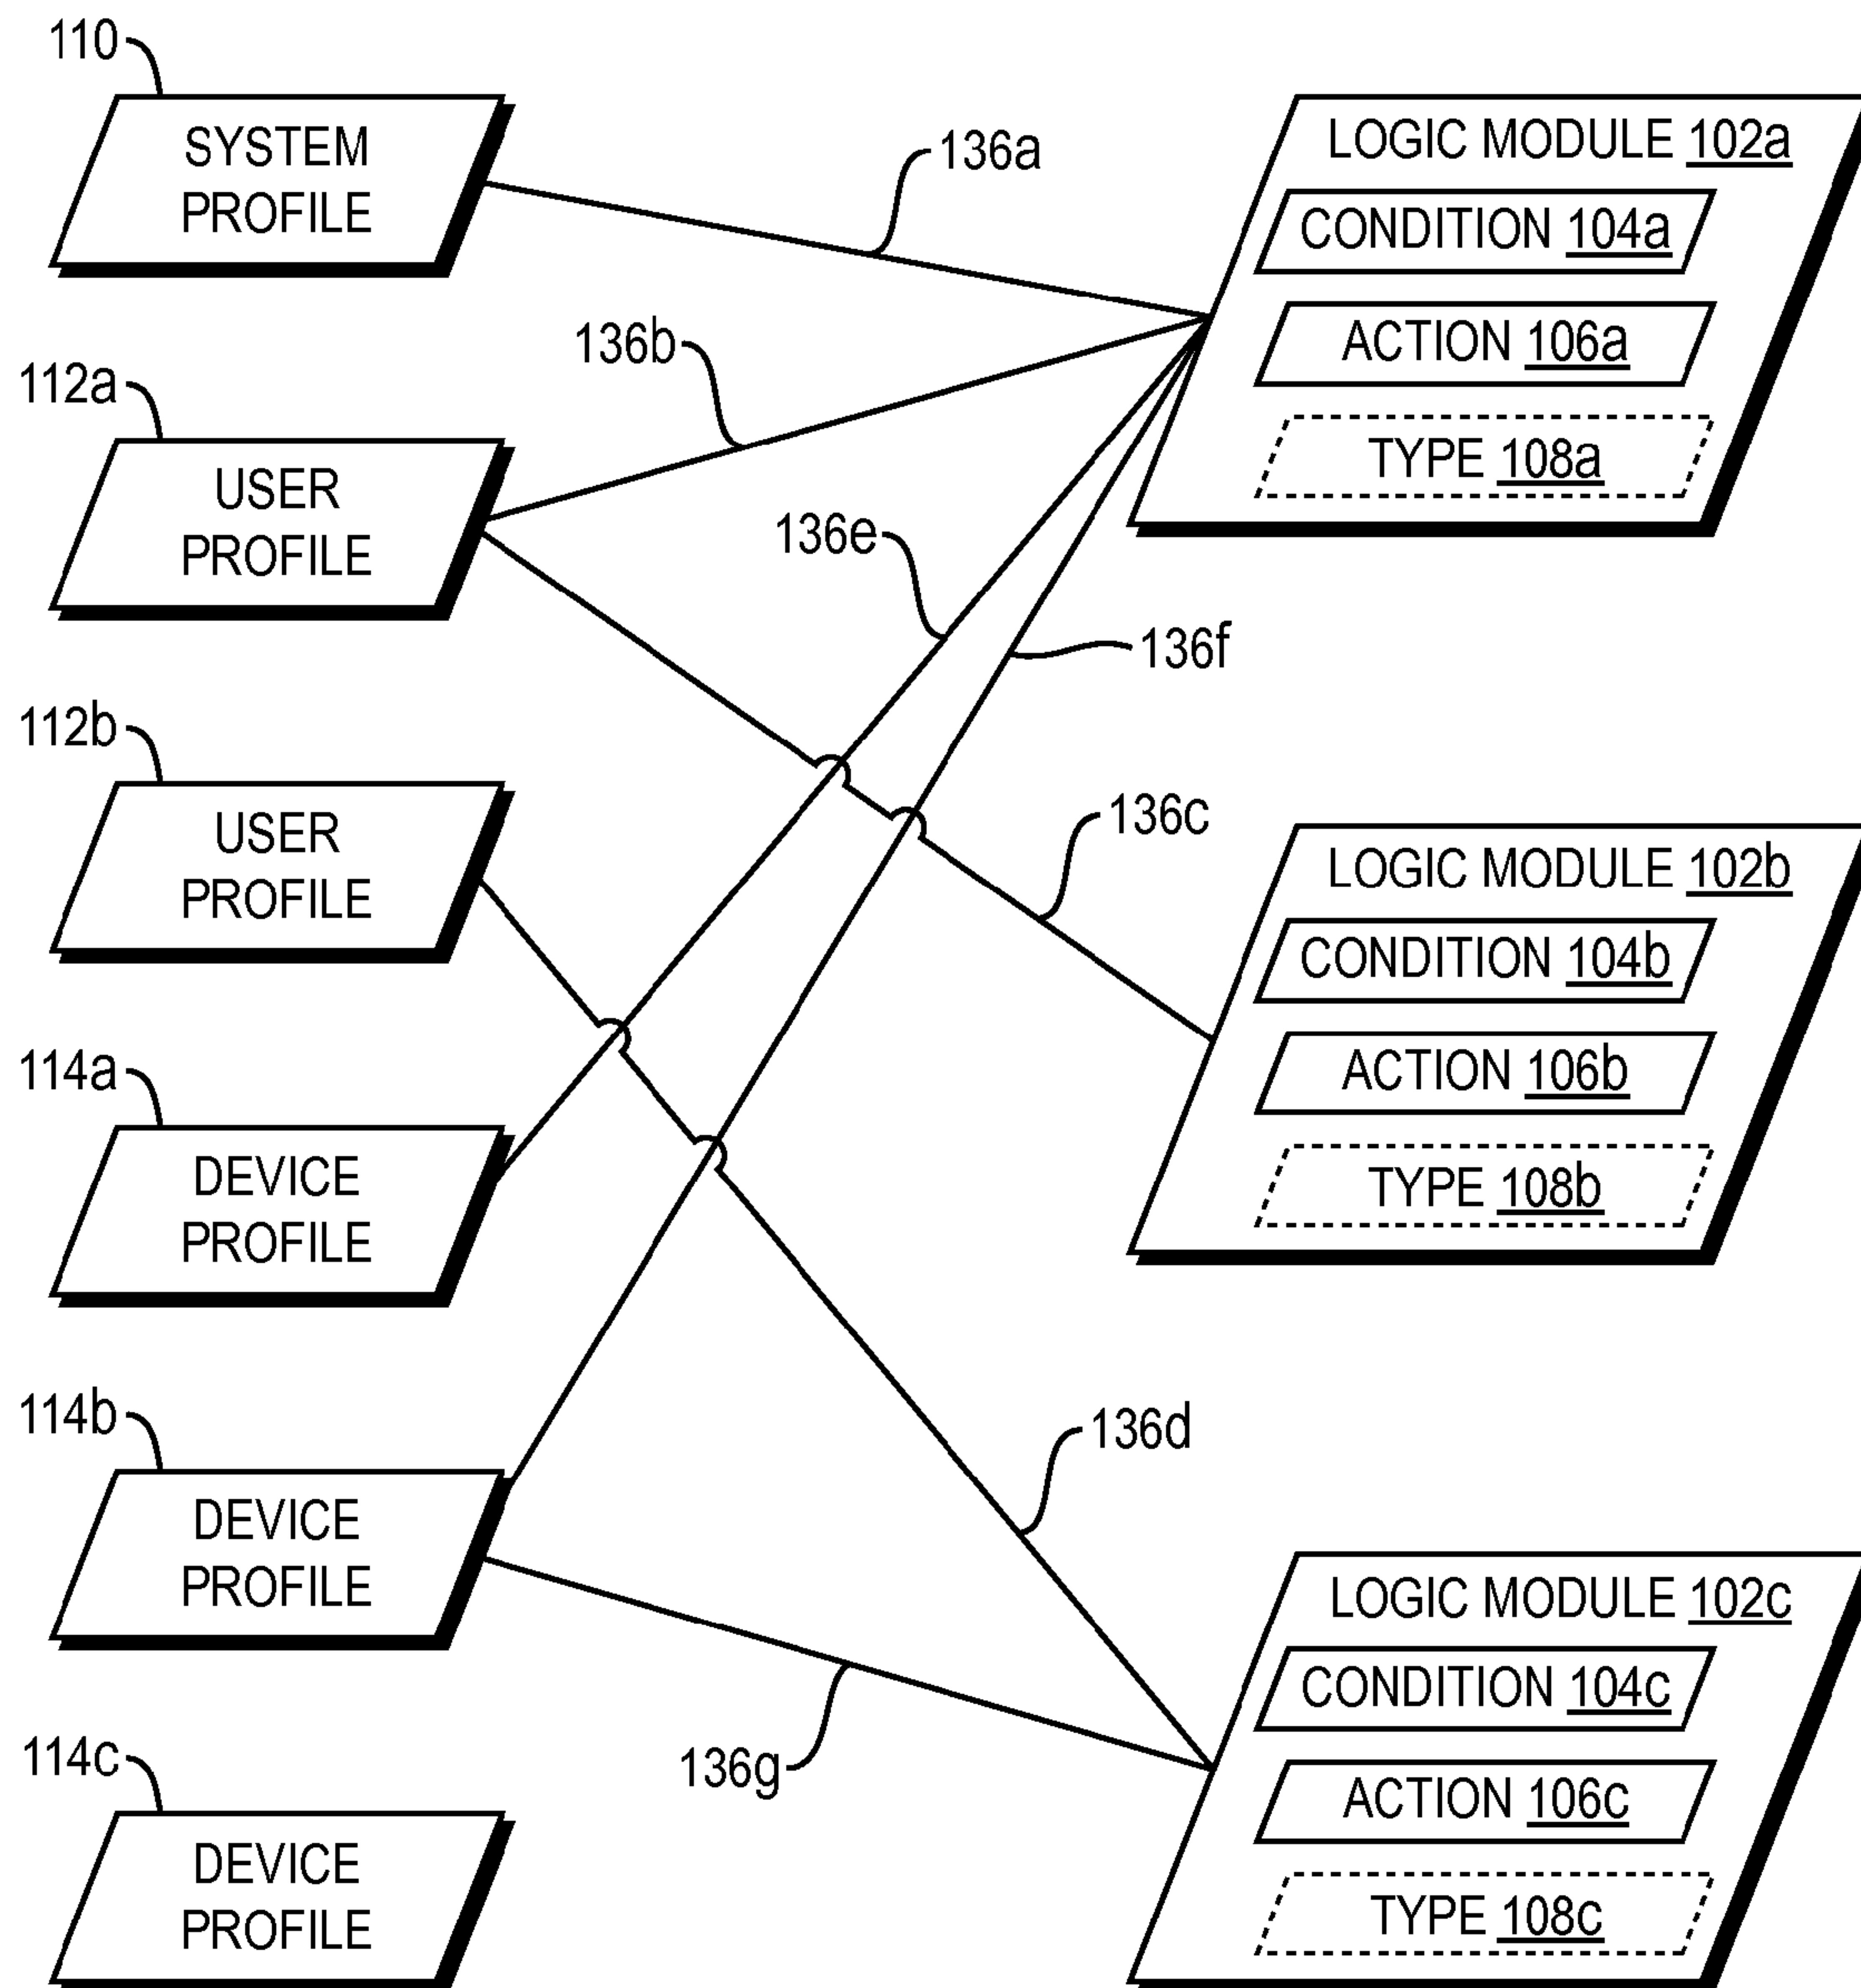 110
SYSTEM
PROFILE
136a
LOGIC MODULE 102a
CONDITION 104a
ACTION 106a
TYPE 108a
136b
112a
USER
PROFILE
136e
136f
112b
USER
PROFILE
136c
LOGIC MODULE 102b
CONDITION 104b
ACTION 106b
TYPE 108b
114a
DEVICE
PROFILE
114b
DEVICE
PROFILE
136d
136g
LOGIC MODULE 102c
CONDITION 104c
ACTION 106c
TYPE 108c
114c
DEVICE
PROFILE